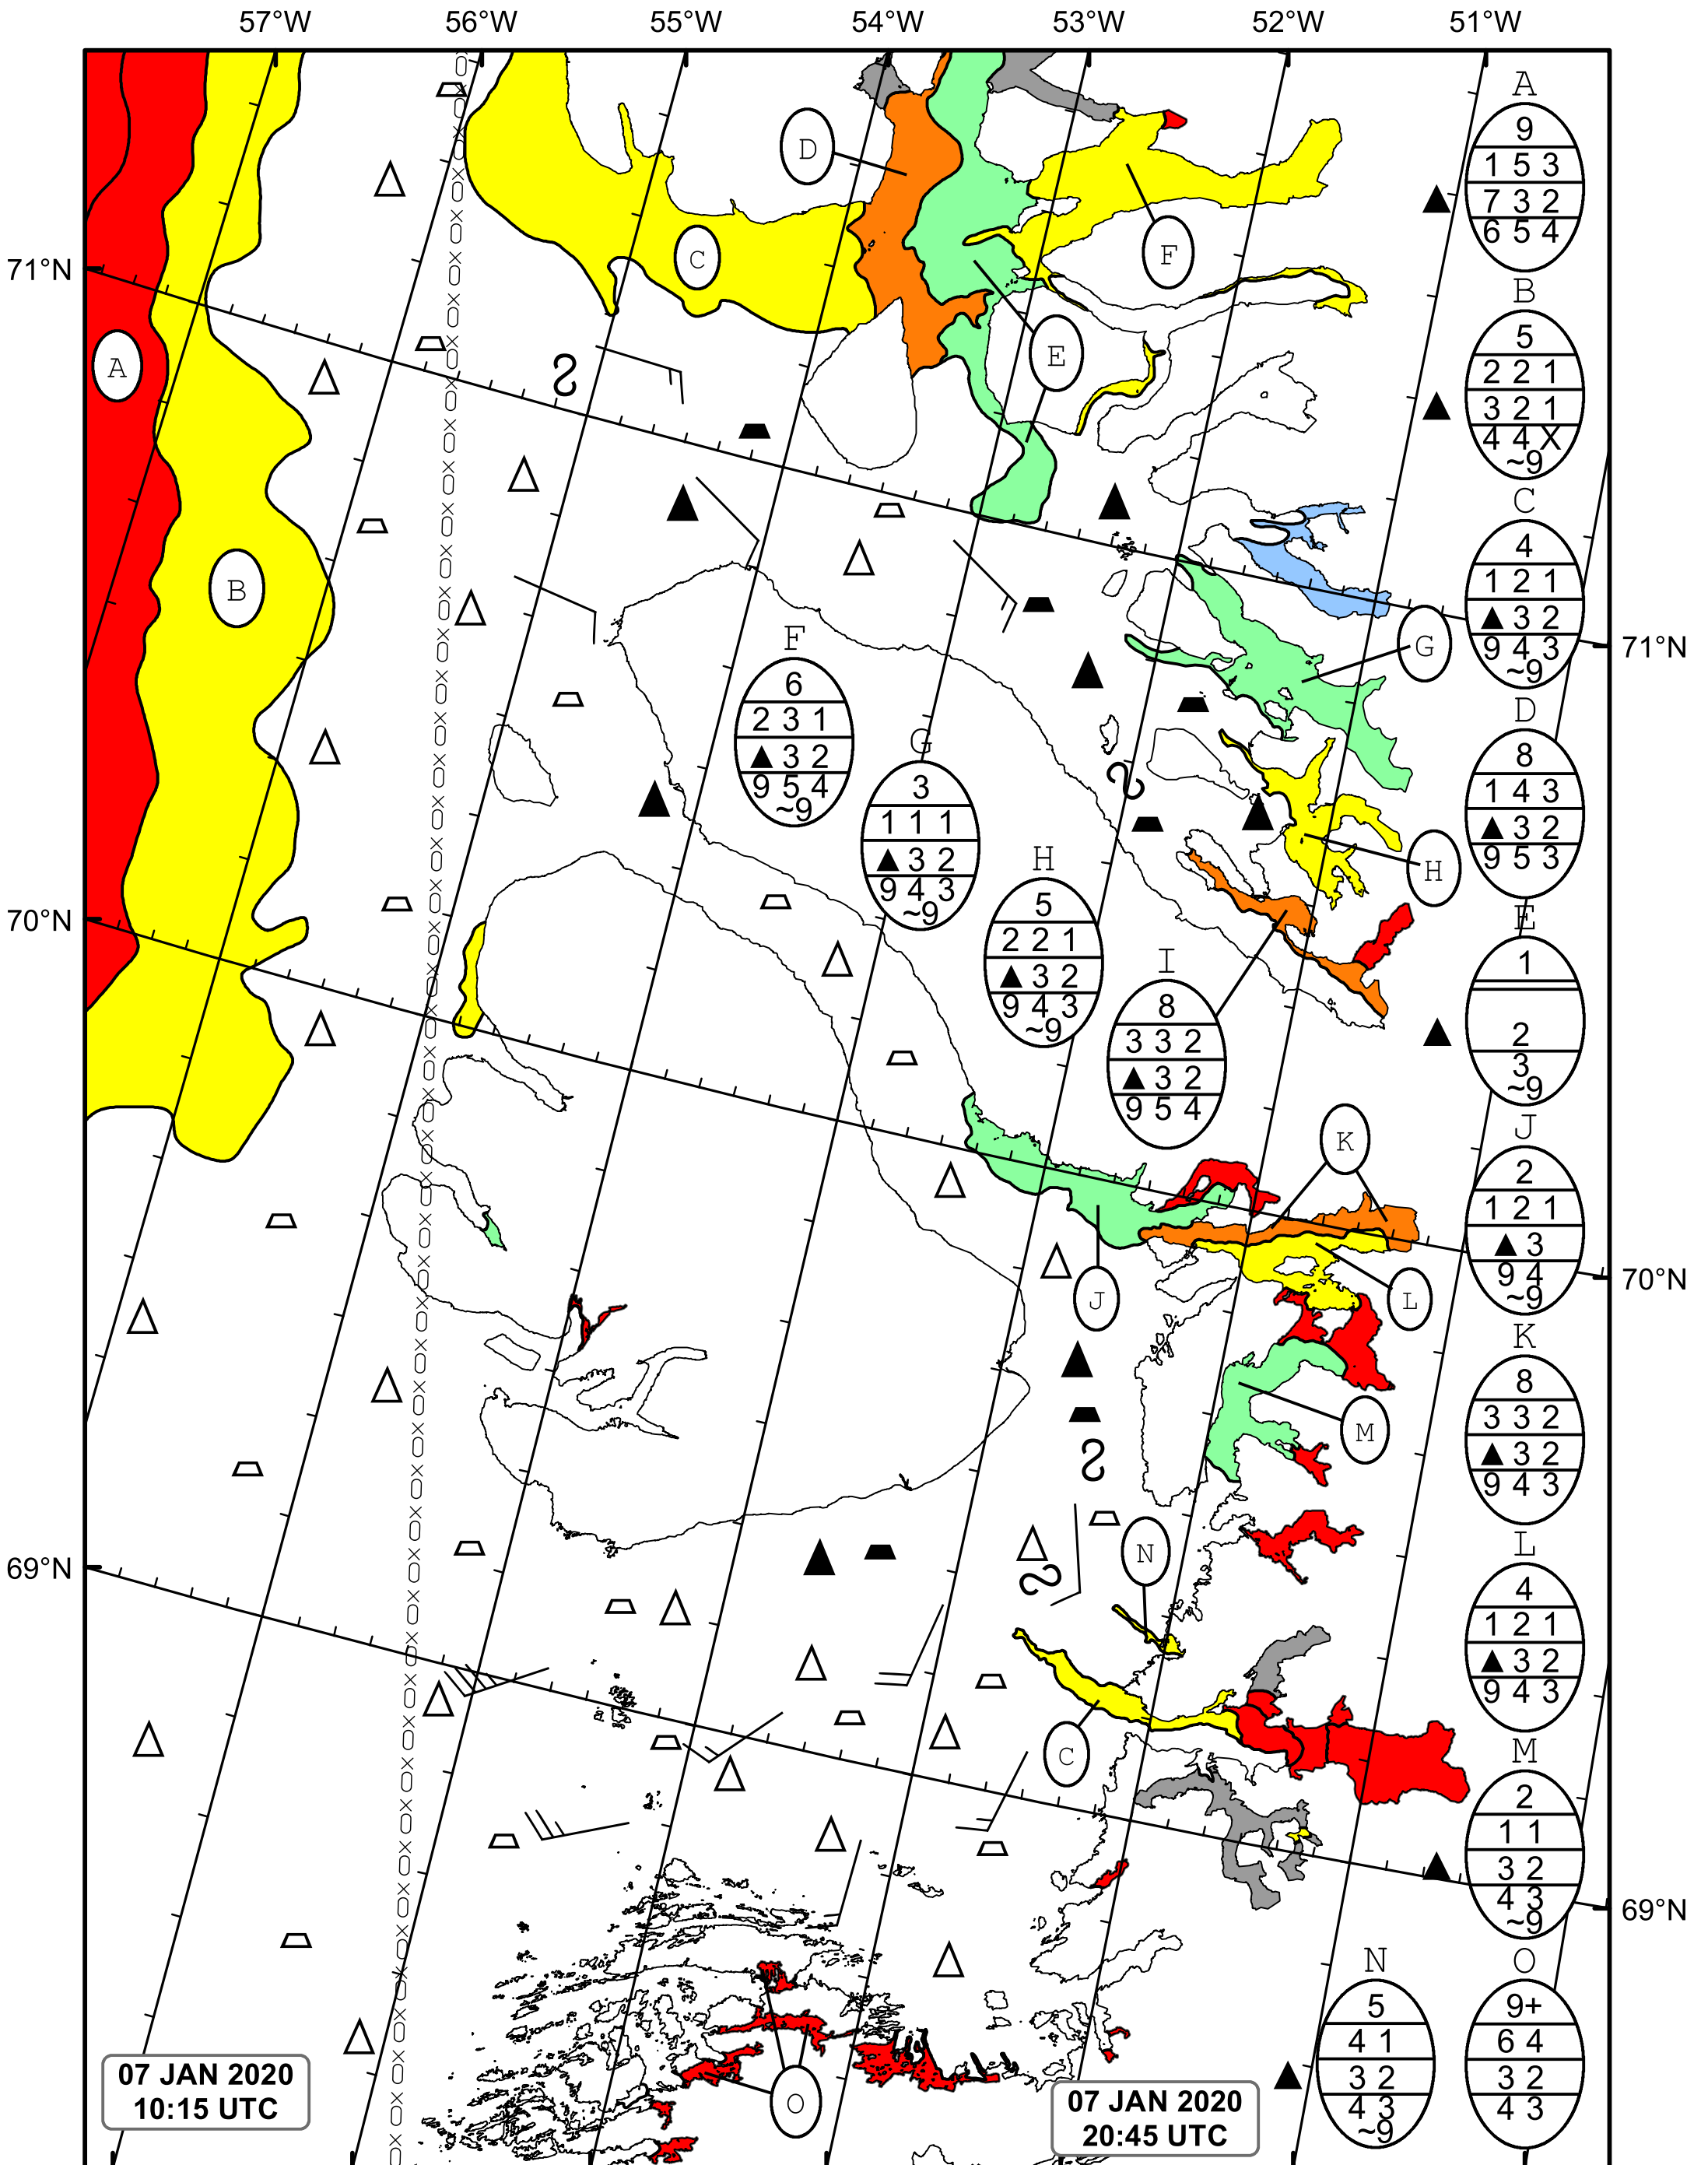 57°W 56°W 55°W 54°W 53°W 52°W 51°W
A
9
1 5 3
7 3 2
6 5 4
D
F
C
71°N
B
5
2 2 1
3 2 1
4 4 X
~9
E
A
C
4
1 2 1
▲ 3 2
9 4 3
~9
B
G
71°N
F
6
2 3 1
▲ 3 2
9 5 4
~9
D
8
1 4 3
▲ 3 2
9 5 3
G
3
1 1 1
▲ 3 2
9 4 3
~9
H
H
5
2 2 1
▲ 3 2
9 4 3
~9
70°N
E
1
2
3
~9
I
8
3 3 2
▲ 3 2
9 5 4
K
J
2
1 2 1
▲ 3
9 4
~9
70°N
J
L
K
8
3 3 2
▲ 3 2
9 4 3
M
69°N
N
L
4
1 2 1
▲ 3 2
9 4 3
C
M
2
1 1
3 2
4 3
~9
69°N
N
5
4 1
3 2
4 3
~9
O
9+
6 4
3 2
4 3
O
07 JAN 2020
10:15 UTC
07 JAN 2020
20:45 UTC